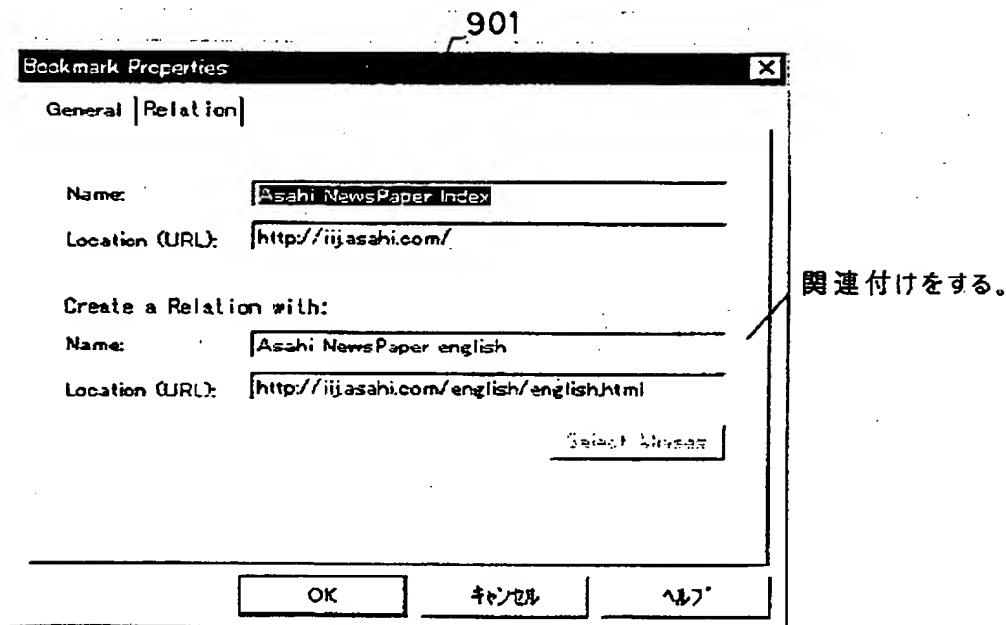 901
Bookmark Properties
General Relation
Name: Asahi NewsPaper Index
Location (URL): http://iij.asahi.com/
関連付けをする。
Create a Relation with:
Name: Asahi NewsPaper english
Location (URL): http://iij.asahi.com/english/english.html
Select
OK キャンセル ヘルプ